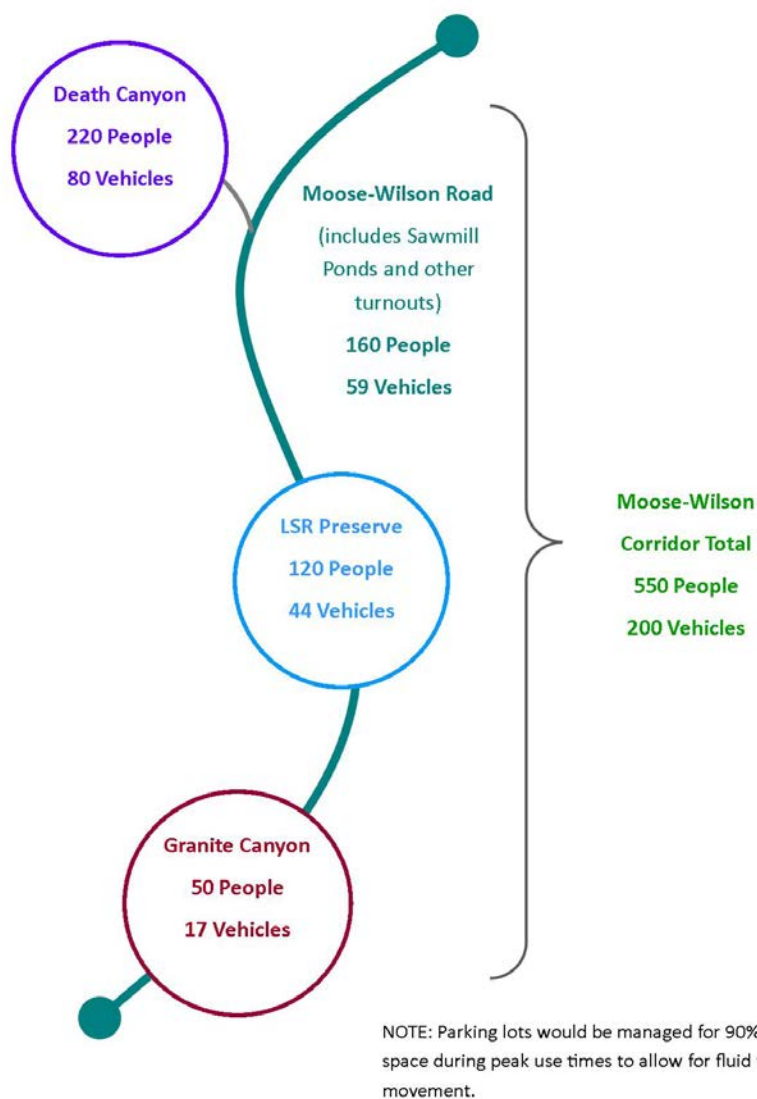 Death Canyon
220 People
80 Vehicles
Moose-Wilson Road
(includes Sawmill
Ponds and other
turnouts)
160 People
59 Vehicles
LSR Preserve
120 People
44 Vehicles
Moose-Wilson
Corridor Total
550 People
200 Vehicles
Granite Canyon
50 People
17 Vehicles
NOTE: Parking lots would be managed for 90%
space during peak use times to allow for fluid
movement.